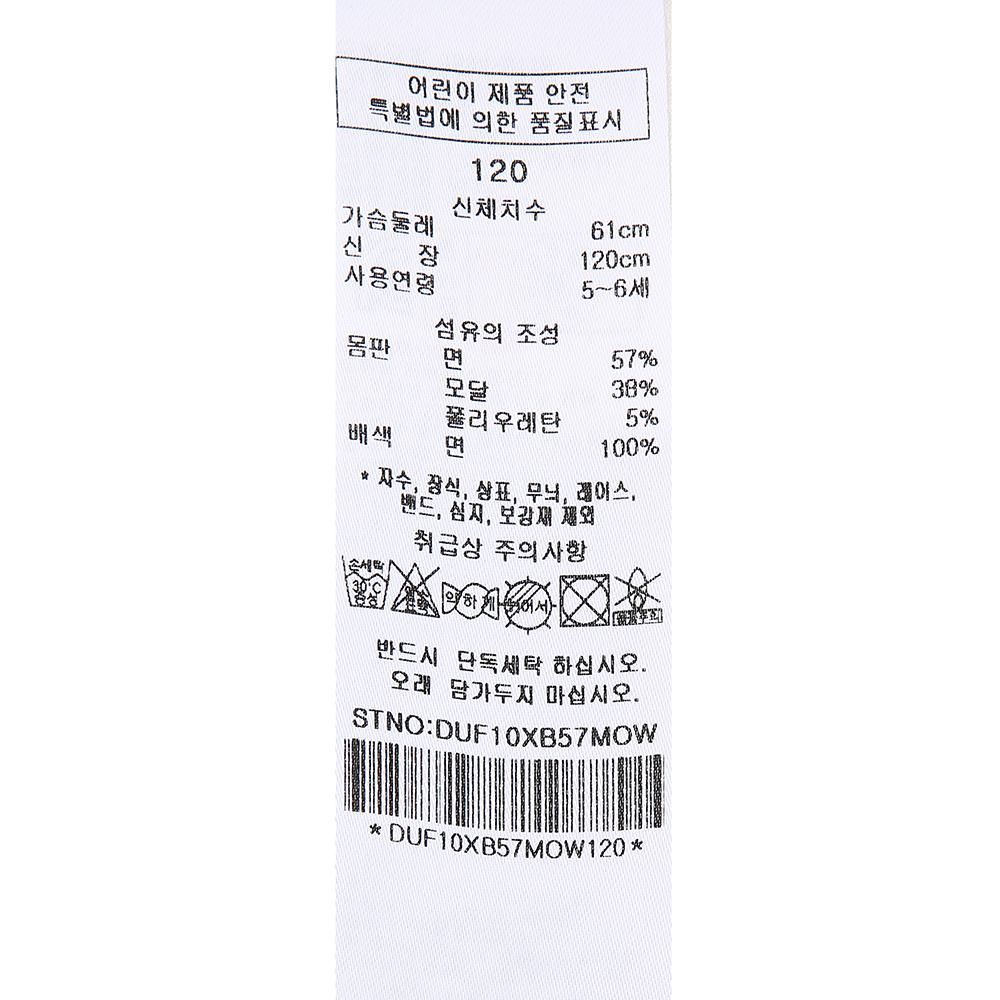 어린이 제품 안전
특별법에 의한 품질표시
120
신체치수
가슴둘레 61cm
신 장 120cm
사용연령 5~6세
섬유의 조성
몸판 면 57%
모달 38%
폴리우레탄 5%
배색 면 100%
* 자수, 장식, 상표, 무늬, 레이스,
밴드, 심지, 보강재 제외
취급상 주의사항
손세탁
30℃
중성
약하게
뉘어서
반드시 단독세탁 하십시오.
오래 담가두지 마십시오.
STNO:DUF10XB57MOW
*DUF10XB57MOW120*